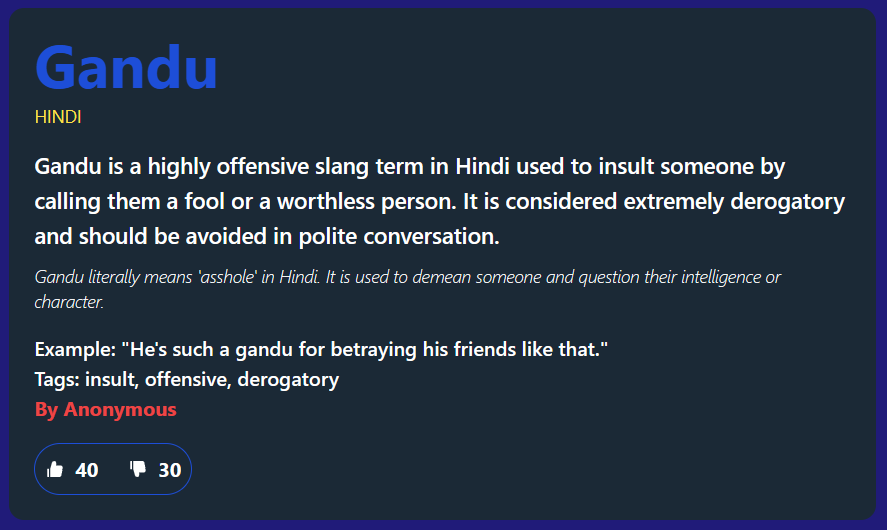 Gandu
HINDI
Gandu is a highly offensive slang term in Hindi used to insult someone by
calling them a fool or a worthless person. It is considered extremely derogatory
and should be avoided in polite conversation.
Gandu literally means 'asshole' in Hindi. It is used to demean someone and question their intelligence or
character.
Example: "He's such a gandu for betraying his friends like that."
Tags: insult, offensive, derogatory
By Anonymous
40 30